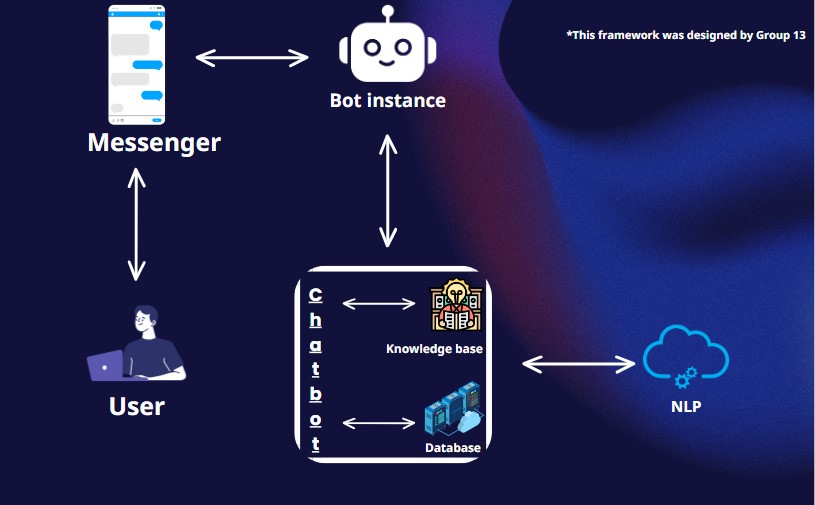 *This framework was designed by Group 13
Messenger
Bot instance
User
C
h
a
t
b
o
t
Knowledge base
Database
NLP